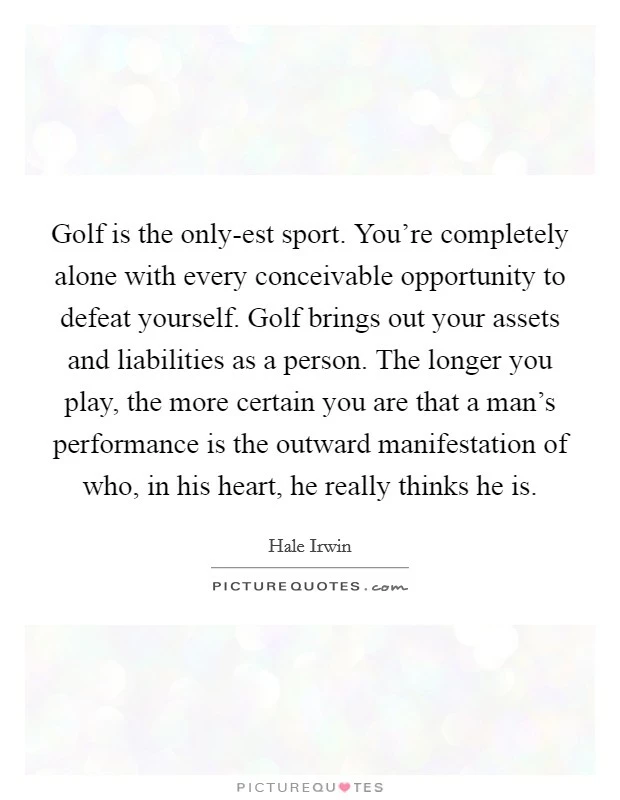 Golf is the only-est sport. You’re completely
alone with every conceivable opportunity to
defeat yourself. Golf brings out your assets
and liabilities as a person. The longer you
play, the more certain you are that a man’s
performance is the outward manifestation of
who, in his heart, he really thinks he is.
Hale Irwin
PICTUREQUOTES.com
PICTUREQU♥TES